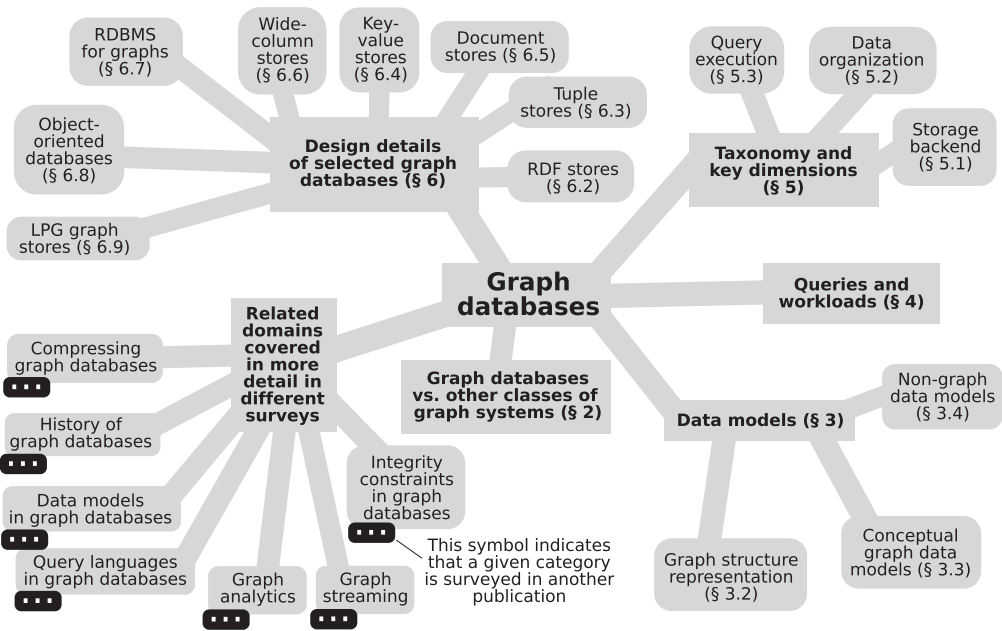 RDBMS
for graphs
(§ 6.7)
Wide-
column
stores
(§ 6.6)
Key-
value
stores
(§ 6.4)
Document
stores (§ 6.5)
Tuple
stores (§ 6.3)
RDF stores
(§ 6.2)
Object-
oriented
databases
(§ 6.8)
LPG graph
stores (§ 6.9)
Design details
of selected graph
databases (§ 6)
Query
execution
(§ 5.3)
Data
organization
(§ 5.2)
Storage
backend
(§ 5.1)
Taxonomy and
key dimensions
(§ 5)
Graph
databases
Queries and
workloads (§ 4)
Related
domains
covered
in more
detail in
different
surveys
Graph databases
vs. other classes of
graph systems (§ 2)
Data models (§ 3)
Non-graph
data models
(§ 3.4)
Conceptual
graph data
models (§ 3.3)
Graph structure
representation
(§ 3.2)
Compressing
graph databases
History of
graph databases
Data models
in graph databases
Query languages
in graph databases
Graph
analytics
Graph
streaming
Integrity
constraints
in graph
databases
This symbol indicates
that a given category
is surveyed in another
publication